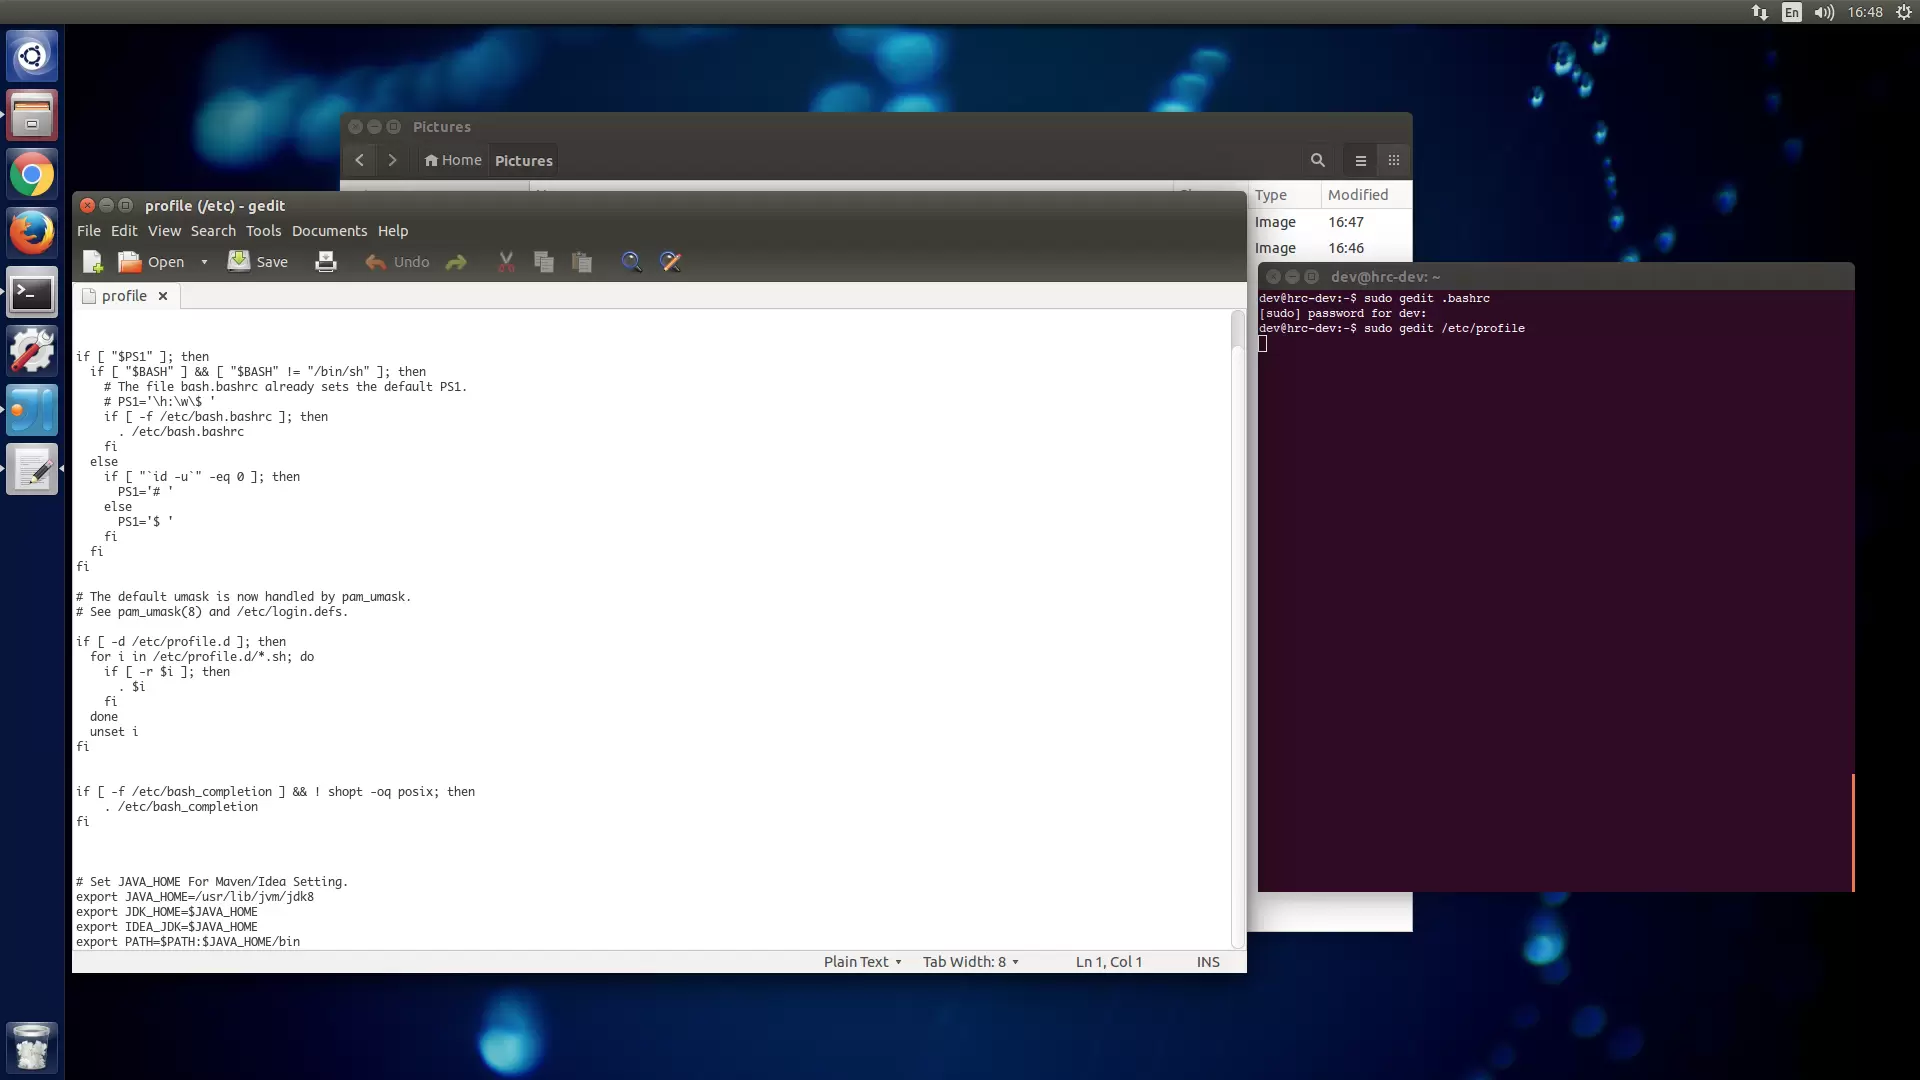 En 16:48
Pictures
Home Pictures
Type Modified
Image 16:47
Image 16:46
profile (/etc) - gedit
File Edit View Search Tools Documents Help
Open Save Undo
profile
if [ "$PS1" ]; then
  if [ "$BASH" ] && [ "$BASH" != "/bin/sh" ]; then
    # The file bash.bashrc already sets the default PS1.
    # PS1='\h:\w\$ '
    if [ -f /etc/bash.bashrc ]; then
      . /etc/bash.bashrc
    fi
  else
    if [ "`id -u`" -eq 0 ]; then
      PS1='# '
    else
      PS1='$ '
    fi
  fi
fi
# The default umask is now handled by pam_umask.
# See pam_umask(8) and /etc/login.defs.
if [ -d /etc/profile.d ]; then
  for i in /etc/profile.d/*.sh; do
    if [ -r $i ]; then
      . $i
    fi
  done
  unset i
fi
if [ -f /etc/bash_completion ] && ! shopt -oq posix; then
    . /etc/bash_completion
fi
# Set JAVA_HOME For Maven/Idea Setting.
export JAVA_HOME=/usr/lib/jvm/jdk8
export JDK_HOME=$JAVA_HOME
export IDEA_JDK=$JAVA_HOME
export PATH=$PATH:$JAVA_HOME/bin
Plain Text Tab Width: 8 Ln 1, Col 1 INS
dev@hrc-dev: ~
dev@hrc-dev:~$ sudo gedit .bashrc
[sudo] password for dev:
dev@hrc-dev:~$ sudo gedit /etc/profile